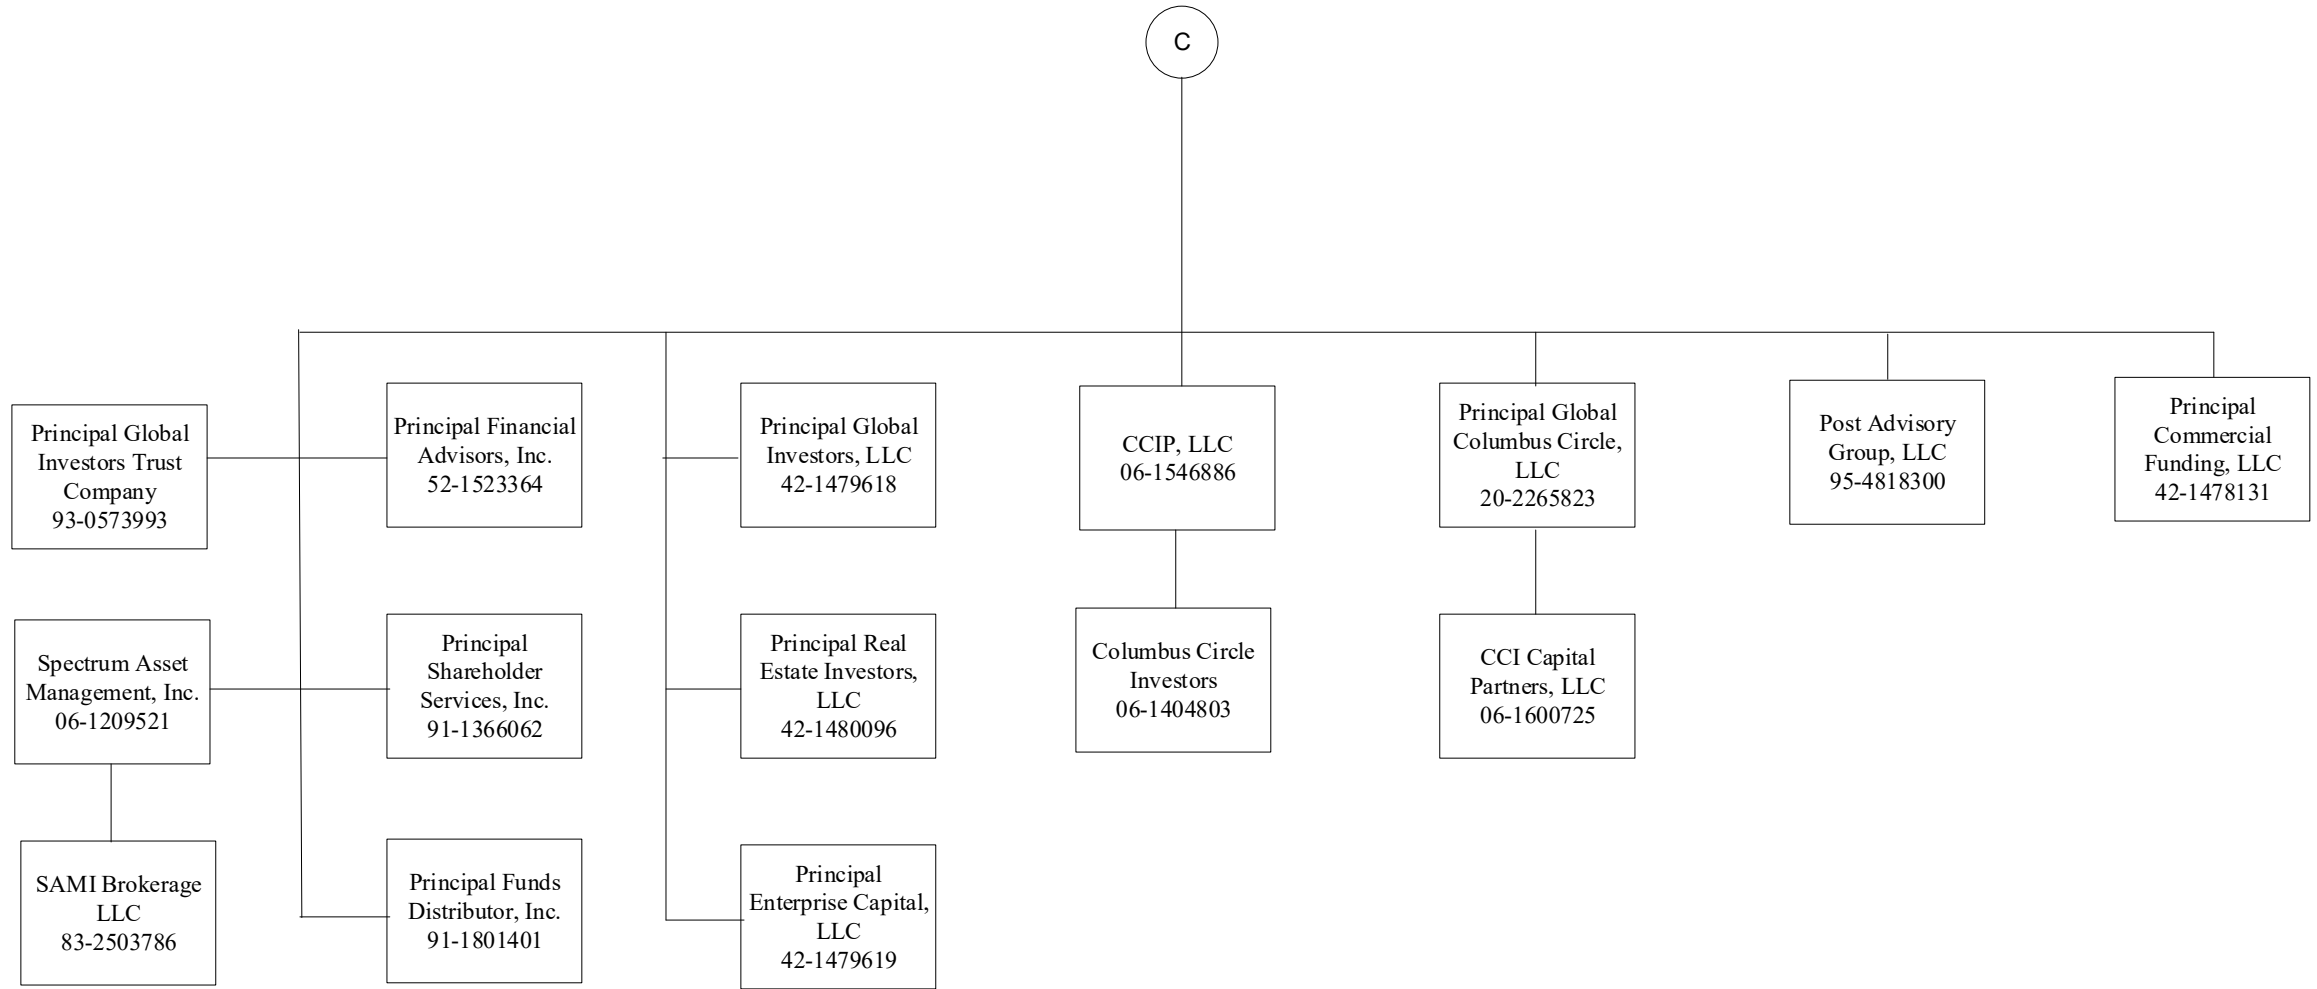 C
Principal Global
Investors Trust
Company
93-0573993
Principal Financial
Advisors, Inc.
52-1523364
Principal Global
Investors, LLC
42-1479618
CCIP, LLC
06-1546886
Principal Global
Columbus Circle,
LLC
20-2265823
Post Advisory
Group, LLC
95-4818300
Principal
Commercial
Funding, LLC
42-1478131
Spectrum Asset
Management, Inc.
06-1209521
Principal
Shareholder
Services, Inc.
91-1366062
Principal Real
Estate Investors,
LLC
42-1480096
Columbus Circle
Investors
06-1404803
CCI Capital
Partners, LLC
06-1600725
SAMI Brokerage
LLC
83-2503786
Principal Funds
Distributor, Inc.
91-1801401
Principal
Enterprise Capital,
LLC
42-1479619